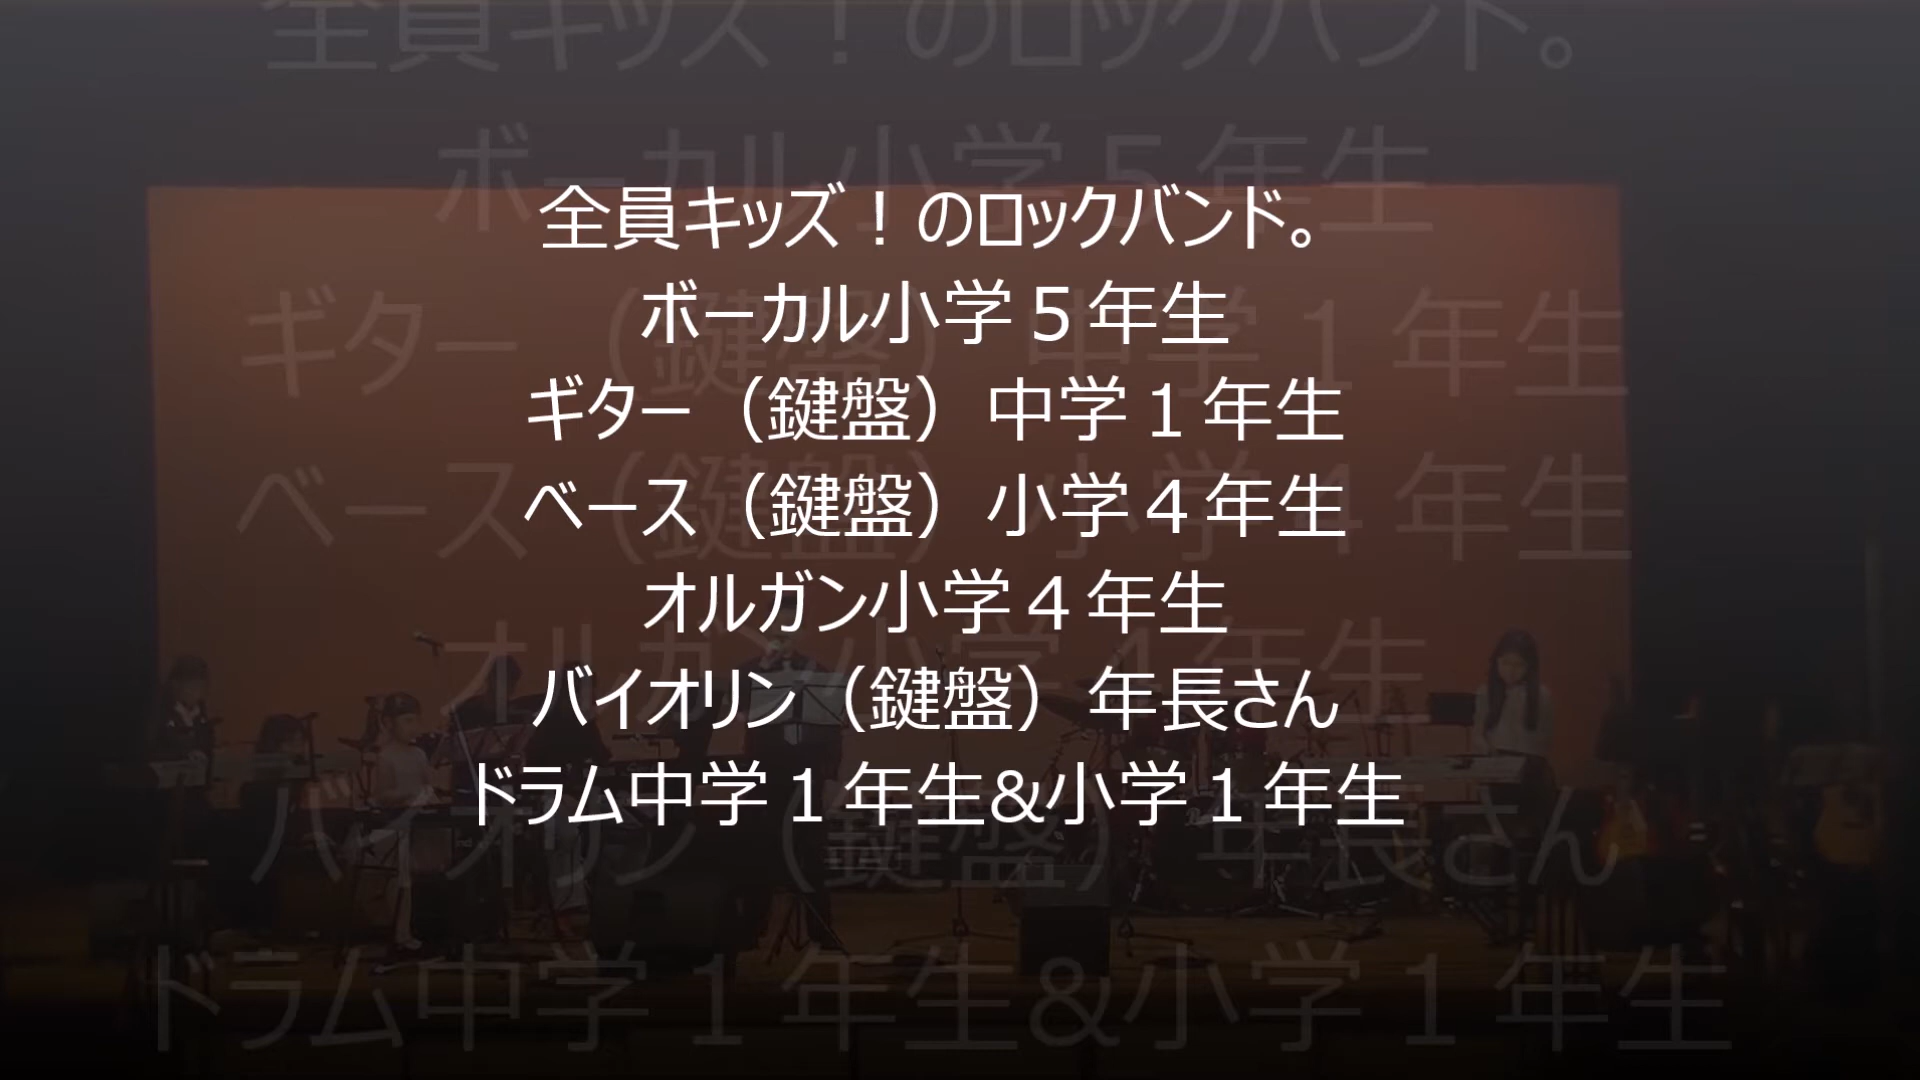 全員キッズ！のロックバンド。
ボーカル小学５年生
ギター（鍵盤）中学１年生
ベース（鍵盤）小学４年生
オルガン小学４年生
バイオリン（鍵盤）年長さん
ドラム中学１年生＆小学１年生